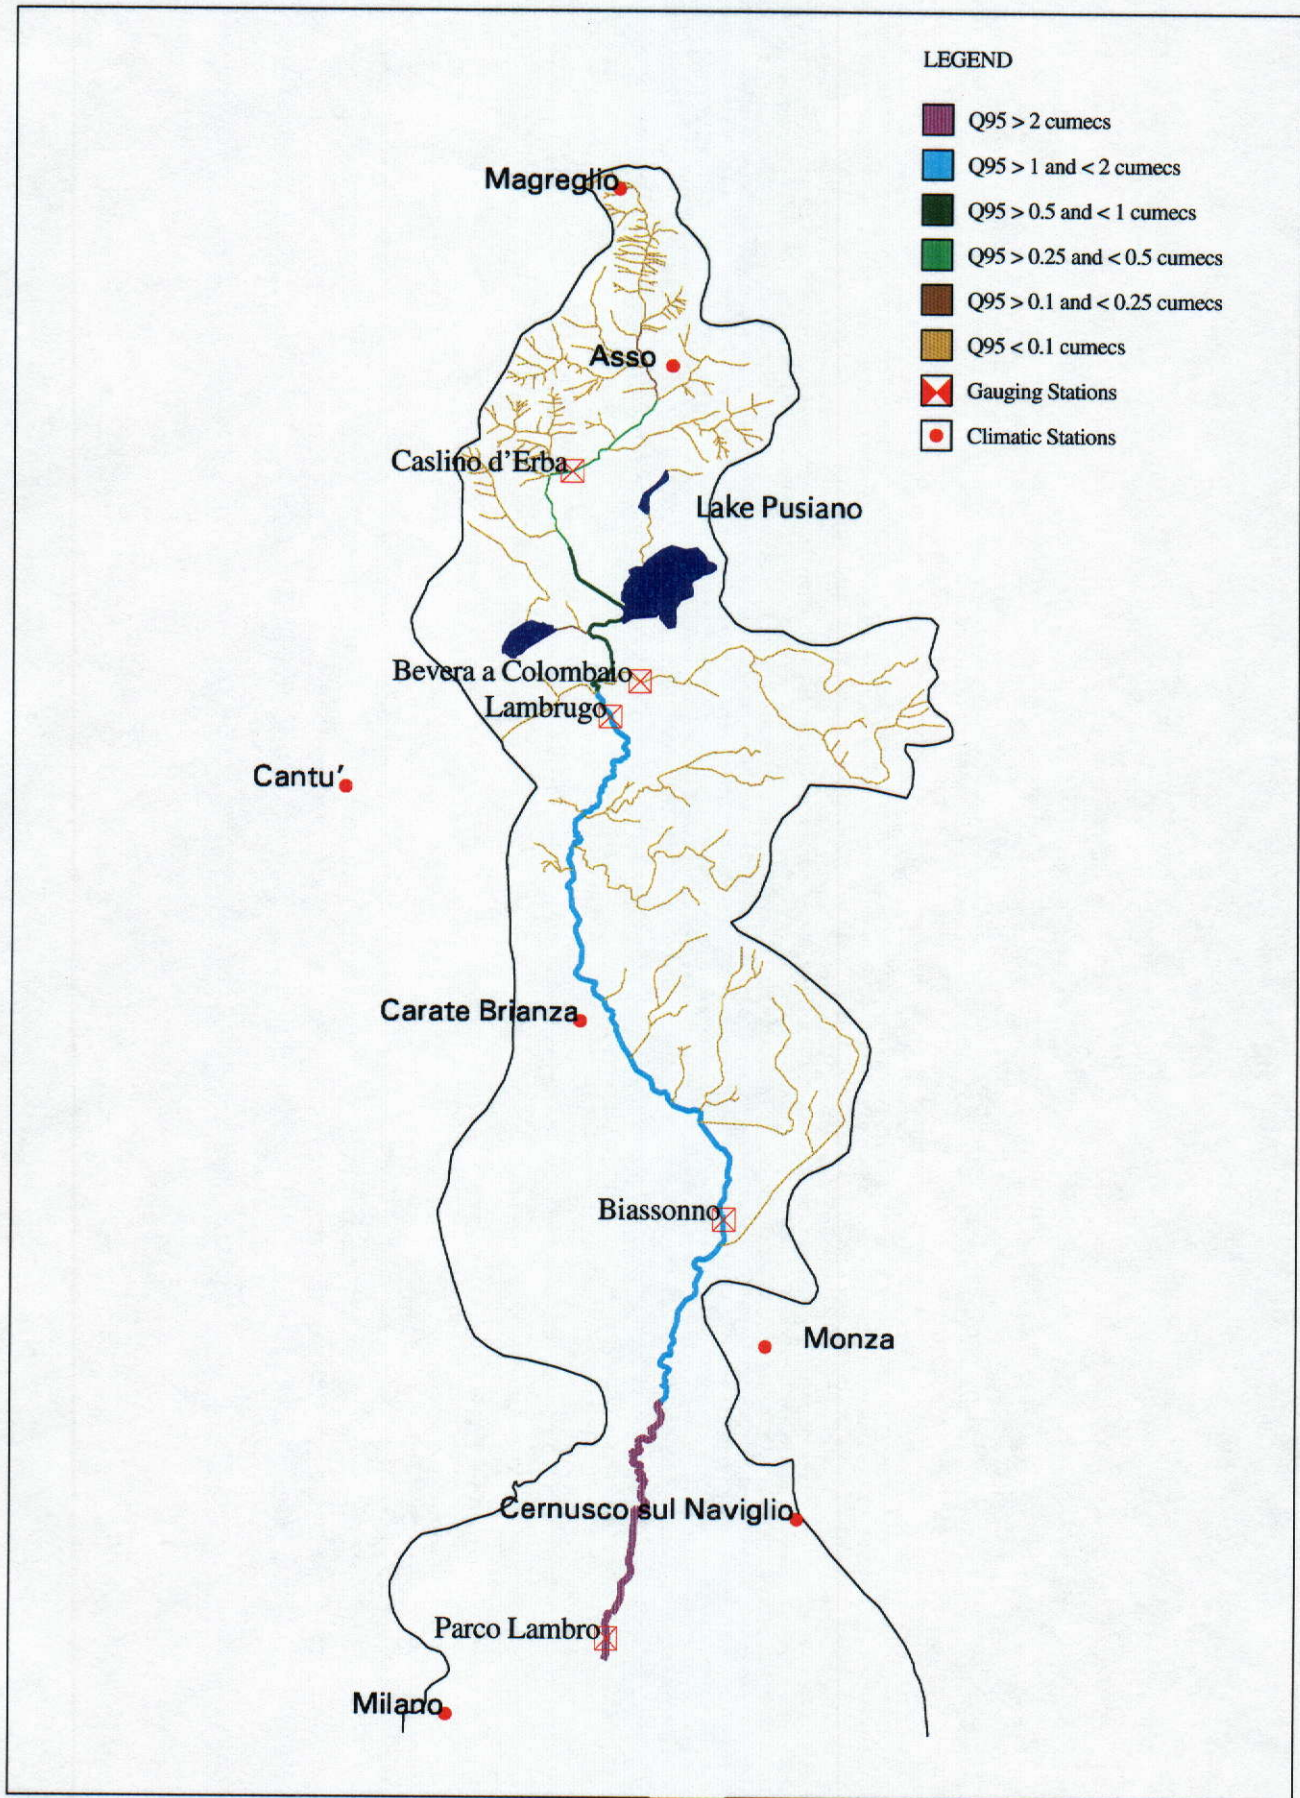 LEGEND
Q95 > 2 cumecs
Q95 > 1 and < 2 cumecs
Q95 > 0.5 and < 1 cumecs
Q95 > 0.25 and < 0.5 cumecs
Q95 > 0.1 and < 0.25 cumecs
Q95 < 0.1 cumecs
Gauging Stations
Climatic Stations
Magreglio
Asso
Caslino d'Erba
Lake Pusiano
Bevera a Colombaio
Lambrugo
Cantu'
Carate Brianza
Biassonno
Monza
Cernusco sul Naviglio
Parco Lambro
Milano